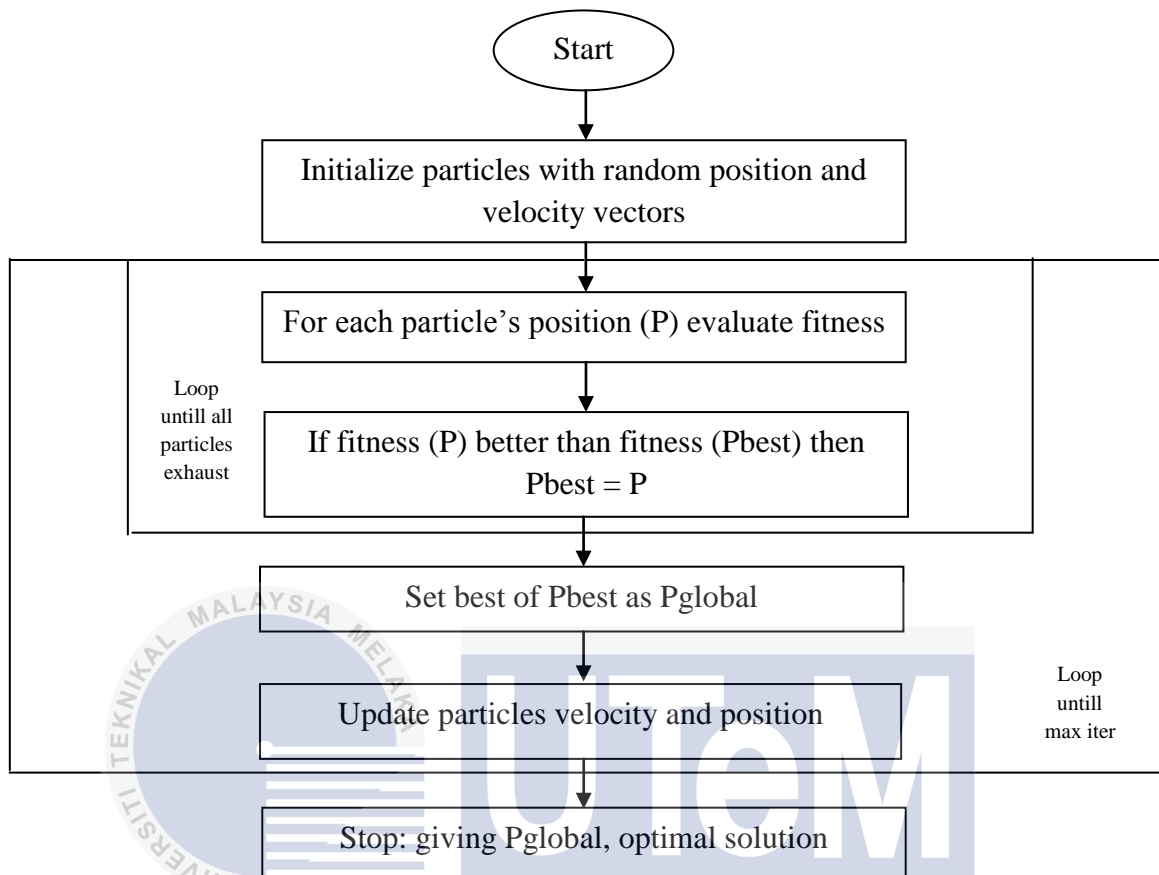 Start
Initialize particles with random position and
velocity vectors
For each particle's position (P) evaluate fitness
Loop
untill all
particles
exhaust
If fitness (P) better than fitness (Pbest) then
Pbest = P
Set best of Pbest as Pglobal
Update particles velocity and position
Loop
untill
max iter
Stop: giving Pglobal, optimal solution
TEKNIKAL MALAYSIA MELAKA
UTeM